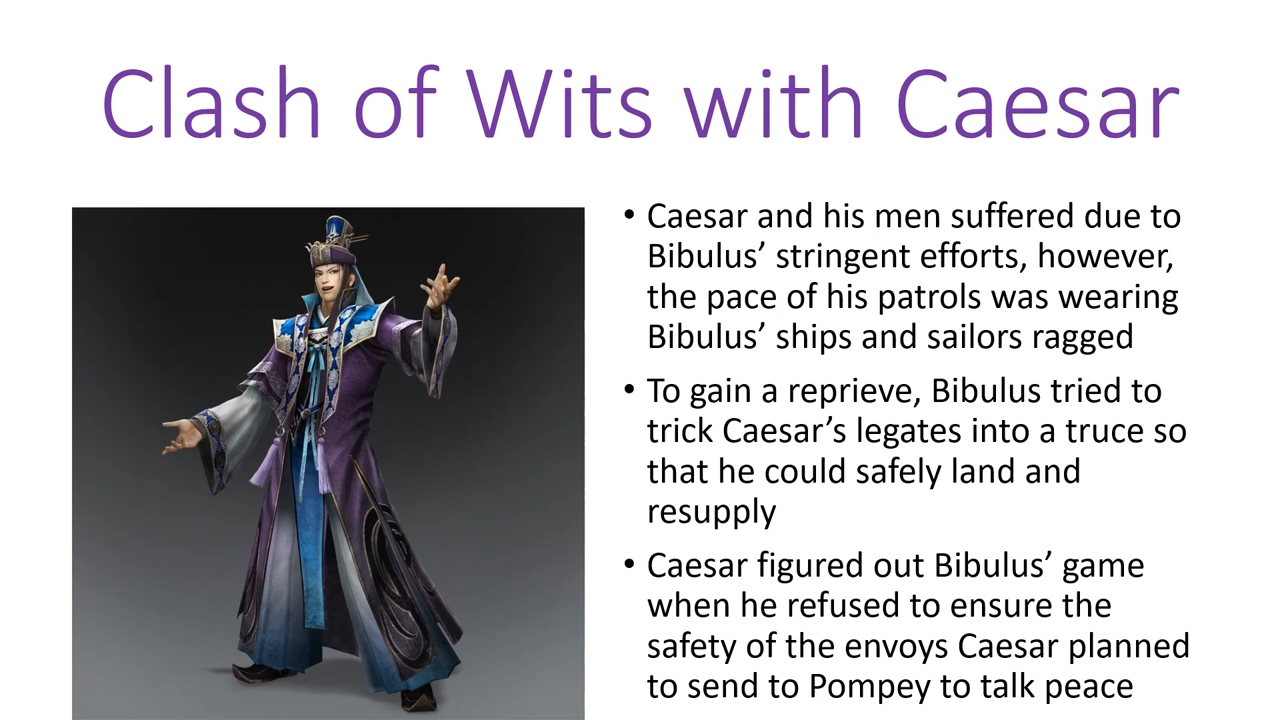 Clash of Wits with Caesar
• Caesar and his men suffered due to
Bibulus’ stringent efforts, however,
the pace of his patrols was wearing
Bibulus’ ships and sailors ragged
• To gain a reprieve, Bibulus tried to
trick Caesar’s legates into a truce so
that he could safely land and
resupply
• Caesar figured out Bibulus’ game
when he refused to ensure the
safety of the envoys Caesar planned
to send to Pompey to talk peace